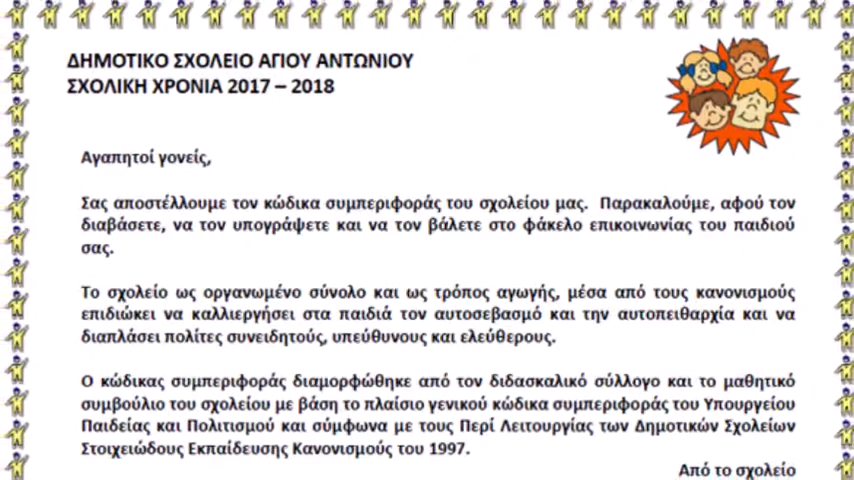 ΔΗΜΟΤΙΚΟ ΣΧΟΛΕΙΟ ΑΓΙΟΥ ΑΝΤΩΝΙΟΥ
ΣΧΟΛΙΚΗ ΧΡΟΝΙΑ 2017 – 2018
Αγαπητοί γονείς,
Σας αποστέλλουμε τον κώδικα συμπεριφοράς του σχολείου μας. Παρακαλούμε, αφού τον
διαβάσετε, να τον υπογράψετε και να τον βάλετε στο φάκελο επικοινωνίας του παιδιού
σας.
Το σχολείο ως οργανωμένο σύνολο και ως τρόπος αγωγής, μέσα από τους κανονισμούς
επιδιώκει να καλλιεργήσει στα παιδιά τον αυτοσεβασμό και την αυτοπειθαρχία και να
διαπλάσει πολίτες συνειδητούς, υπεύθυνους και ελεύθερους.
Ο κώδικας συμπεριφοράς διαμορφώθηκε από τον διδασκαλικό σύλλογο και το μαθητικό
συμβούλιο του σχολείου με βάση το πλαίσιο γενικού κώδικα συμπεριφοράς του Υπουργείου
Παιδείας και Πολιτισμού και σύμφωνα με τους Περί Λειτουργίας των Δημοτικών Σχολείων
Στοιχειώδους Εκπαίδευσης Κανονισμούς του 1997.
Από το σχολείο